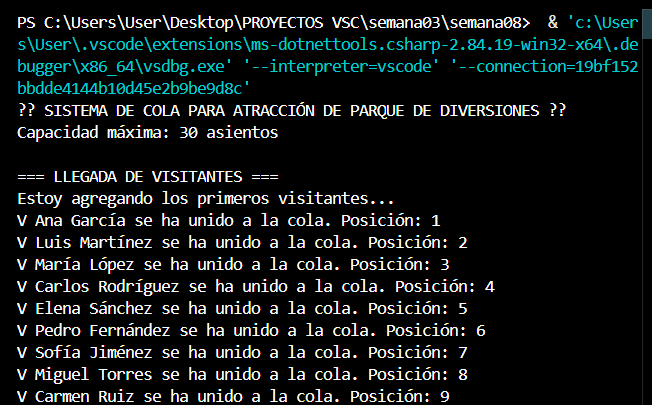 PS C:\Users\User\Desktop\PROYECTOS VSC\semana03\semana08>  & 'c:\User
s\User\.vscode\extensions\ms-dotnettools.csharp-2.84.19-win32-x64\.de
bugger\x86_64\vsdbg.exe' '--interpreter=vscode' '--connection=19bf152
bbdde4144b10d45e2b9be9d8c'
?? SISTEMA DE COLA PARA ATRACCIÓN DE PARQUE DE DIVERSIONES ??
Capacidad máxima: 30 asientos
=== LLEGADA DE VISITANTES ===
Estoy agregando los primeros visitantes...
V Ana García se ha unido a la cola. Posición: 1
V Luis Martínez se ha unido a la cola. Posición: 2
V María López se ha unido a la cola. Posición: 3
V Carlos Rodríguez se ha unido a la cola. Posición: 4
V Elena Sánchez se ha unido a la cola. Posición: 5
V Pedro Fernández se ha unido a la cola. Posición: 6
V Sofía Jiménez se ha unido a la cola. Posición: 7
V Miguel Torres se ha unido a la cola. Posición: 8
V Carmen Ruiz se ha unido a la cola. Posición: 9